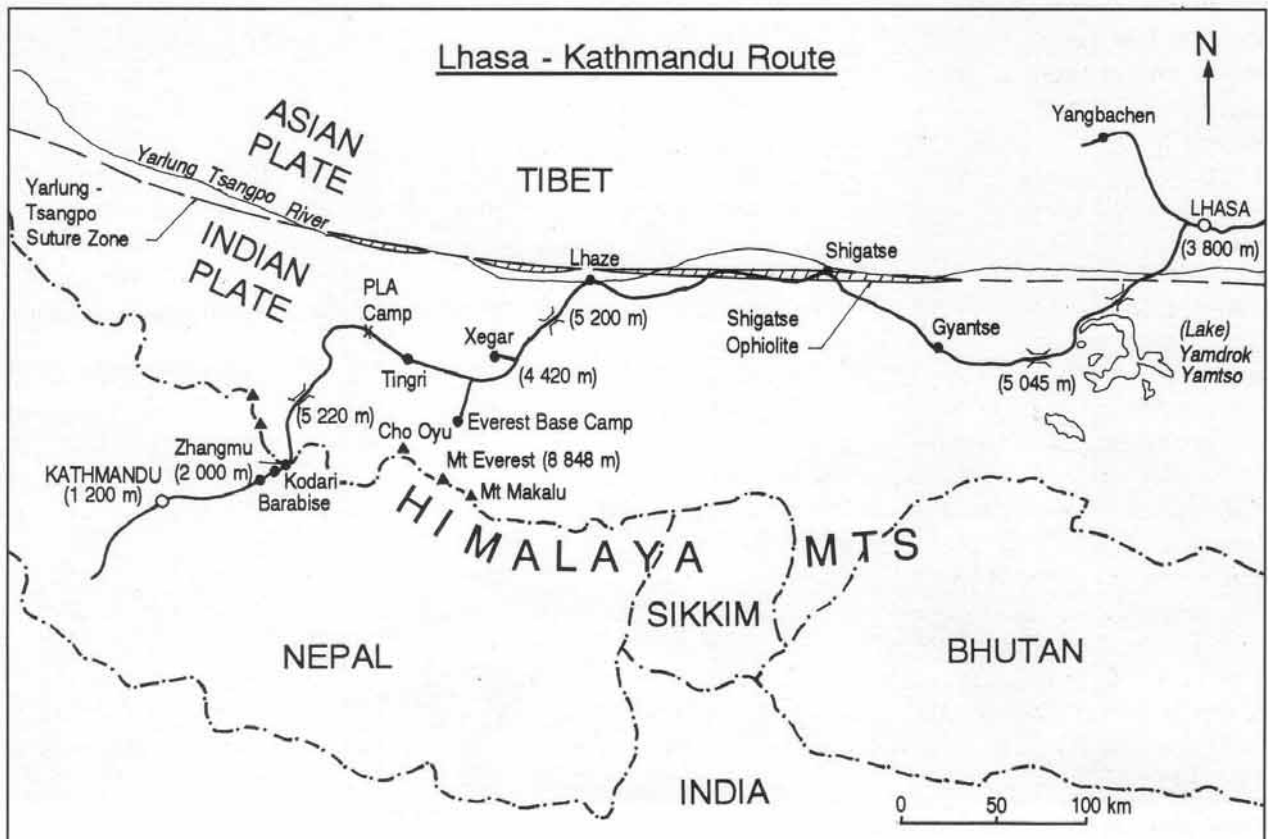 Lhasa - Kathmandu Route
N
ASIAN
PLATE
Yangbachen
Yarlung Tsangpo River
TIBET
Yarlung -
Tsangpo
Suture Zone
LHASA
(3 800 m)
INDIAN
PLATE
Lhaze
Shigatse
PLA
Camp
(5 200 m)
Xegar
Shigatse
Ophiolite
Gyantse
(Lake)
Yamdrok
Yamtso
Tingri
(4 420 m)
(5 045 m)
(5 220 m)
Everest Base Camp
Cho Oyu
Zhangmu
(2 000 m)
Mt Everest (8 848 m)
KATHMANDU
(1 200 m)
Kodari
Barabise
Mt Makalu
HIMALAYA MTS
SIKKIM
NEPAL
BHUTAN
INDIA
0 50 100 km